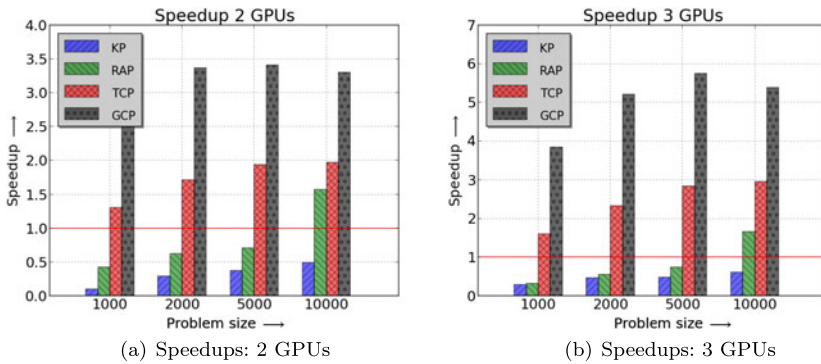 Speedup 2 GPUs
4.0
3.5
3.0
2.5
2.0
1.5
1.0
0.5
0.0
Speedup →
KP
RAP
TCP
GCP
1000 2000 5000 10000
Problem size →
(a) Speedups: 2 GPUs
Speedup 3 GPUs
7
6
5
4
3
2
1
0
Speedup →
KP
RAP
TCP
GCP
1000 2000 5000 10000
Problem size →
(b) Speedups: 3 GPUs